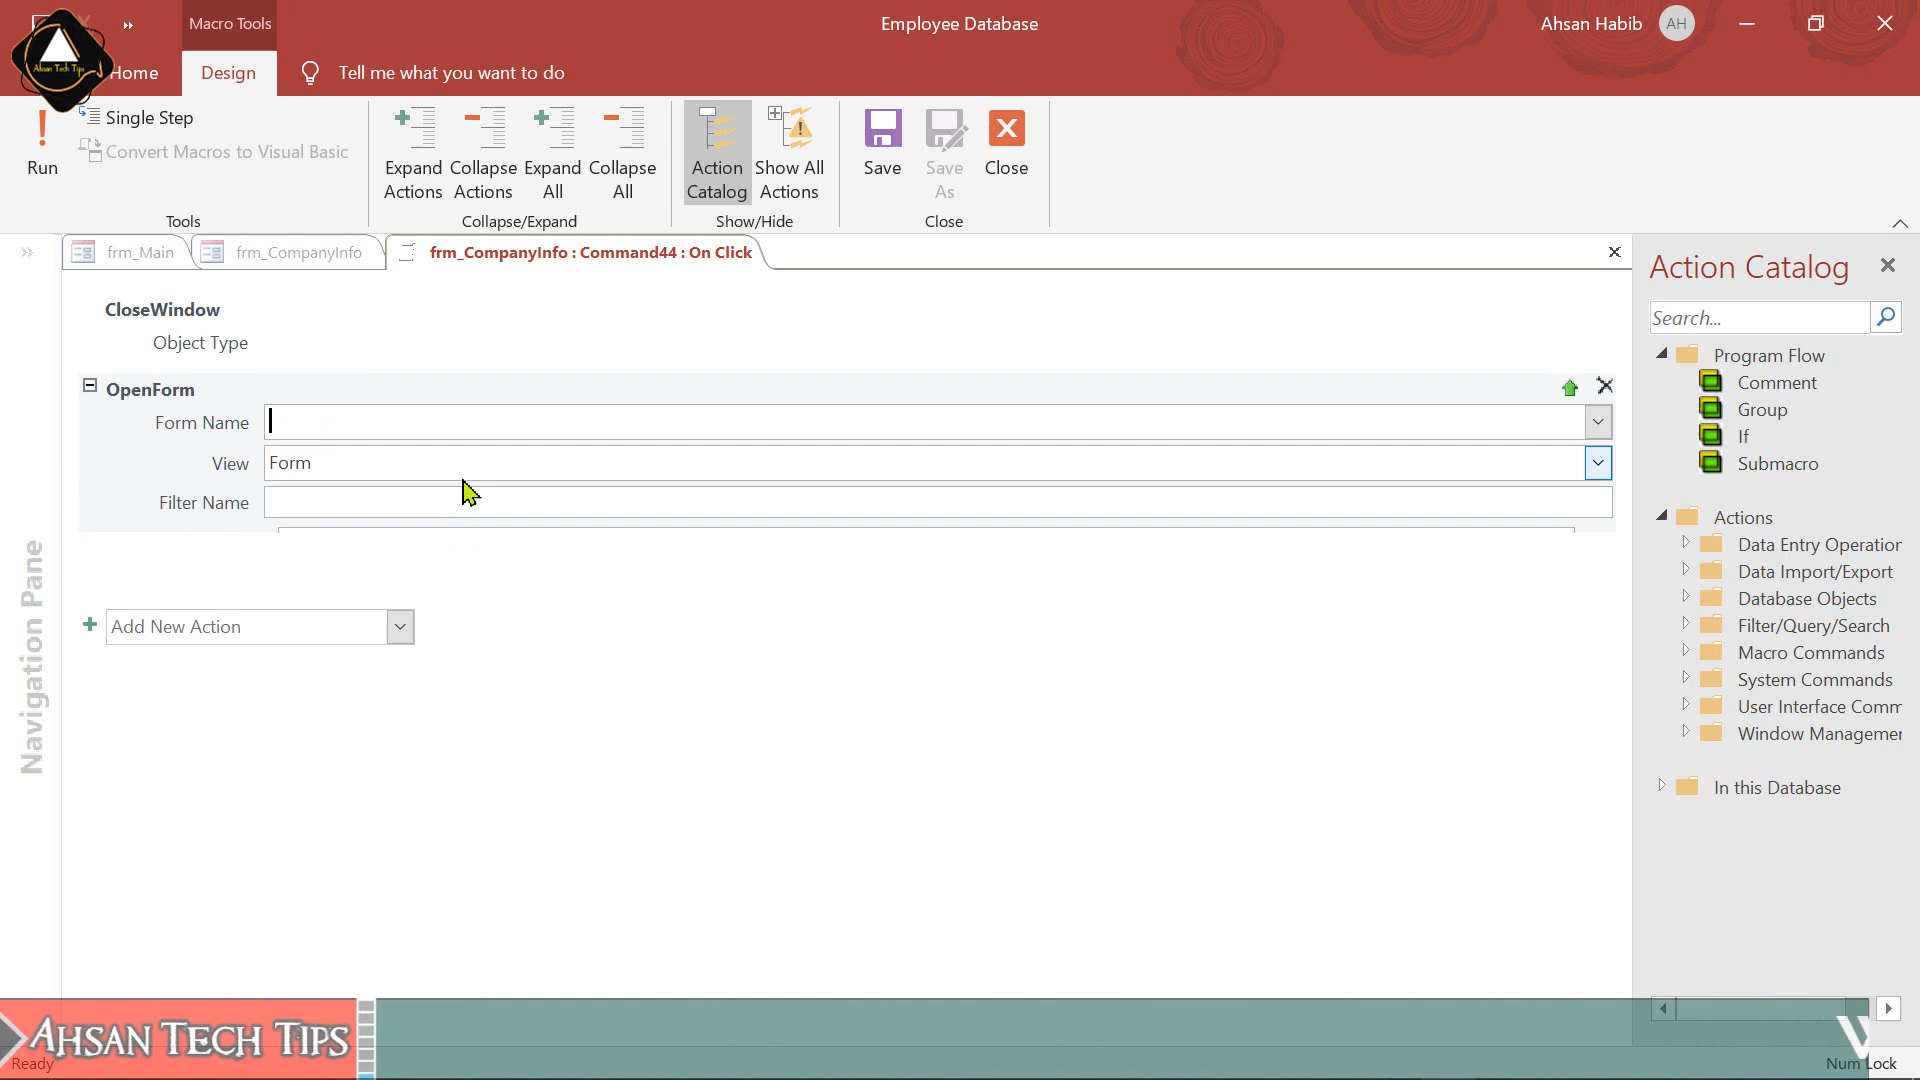 Macro Tools
Employee Database
Ahsan Habib
AH
Ahsan Tech Tips
Home
Design
Tell me what you want to do
Run
Single Step
Convert Macros to Visual Basic
Tools
Expand Actions
Collapse Actions
Expand All
Collapse All
Collapse/Expand
Action Catalog
Show All Actions
Show/Hide
Save
Save As
Close
Close
frm_Main
frm_CompanyInfo
frm_CompanyInfo : Command44 : On Click
CloseWindow
Object Type
OpenForm
Form Name
View
Form
Filter Name
Add New Action
Navigation Pane
Action Catalog
Search...
Program Flow
Comment
Group
If
Submacro
Actions
Data Entry Operation
Data Import/Export
Database Objects
Filter/Query/Search
Macro Commands
System Commands
User Interface Comm
Window Managemer
In this Database
AHSAN TECH TIPS
Ready
Num Lock